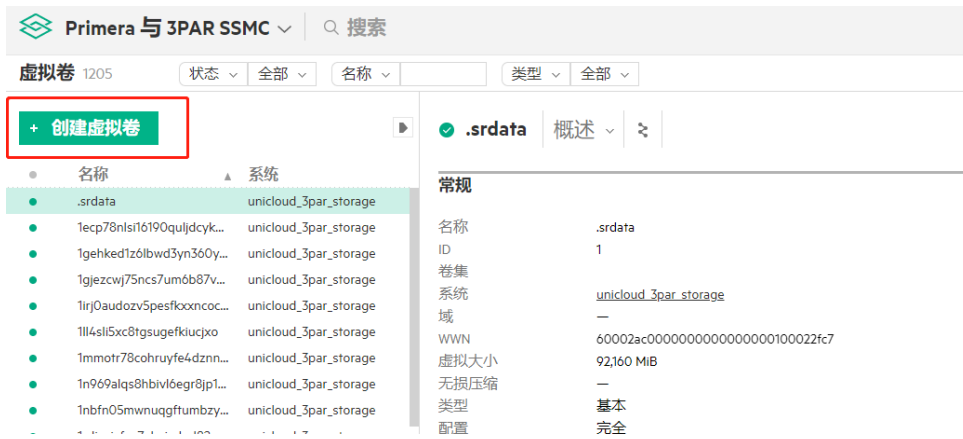 Primera 与 3PAR SSMC 搜索
虚拟卷 1205 状态 全部 名称 类型 全部
+ 创建虚拟卷
名称 系统
.srdata unicloud_3par_storage
1ecp78nlsi16190quljdcyk... unicloud_3par_storage
1gehked1z6lbwd3yn360y... unicloud_3par_storage
1gjezcwj75ncs7um6b87v... unicloud_3par_storage
1irj0audozv5pesfkxxncoc... unicloud_3par_storage
1ll4sli5xc8tgsugefkiucjxo unicloud_3par_storage
1mmotr78cohruyfe4dznn... unicloud_3par_storage
1n969alqs8hbivl6egr8jp1... unicloud_3par_storage
1nbfn05mwnuqgftumbzy... unicloud_3par_storage
.srdata 概述
常规
名称 .srdata
ID 1
卷集
系统 unicloud_3par_storage
域 —
WWN 60002ac0000000000000000100022fc7
虚拟大小 92,160 MiB
无损压缩 —
类型 基本
配置 完全